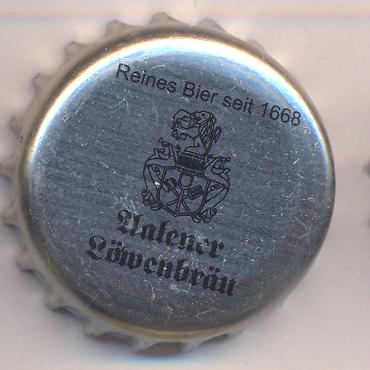 Reines Bier seit 1668
Aalener
Löwenbräu